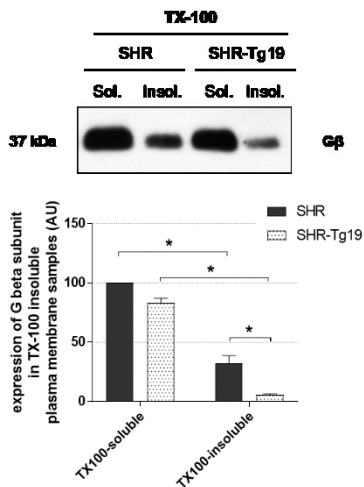 TX-100
SHR SHR-Tg19
Sol. Insol. Sol. Insol.
37 kDa Gβ
expression of G beta subunit
in TX-100 insoluble
plasma membrane samples (AU)
150
100
50
0
SHR
SHR-Tg19
*
*
*
TX100-soluble
TX100-insoluble